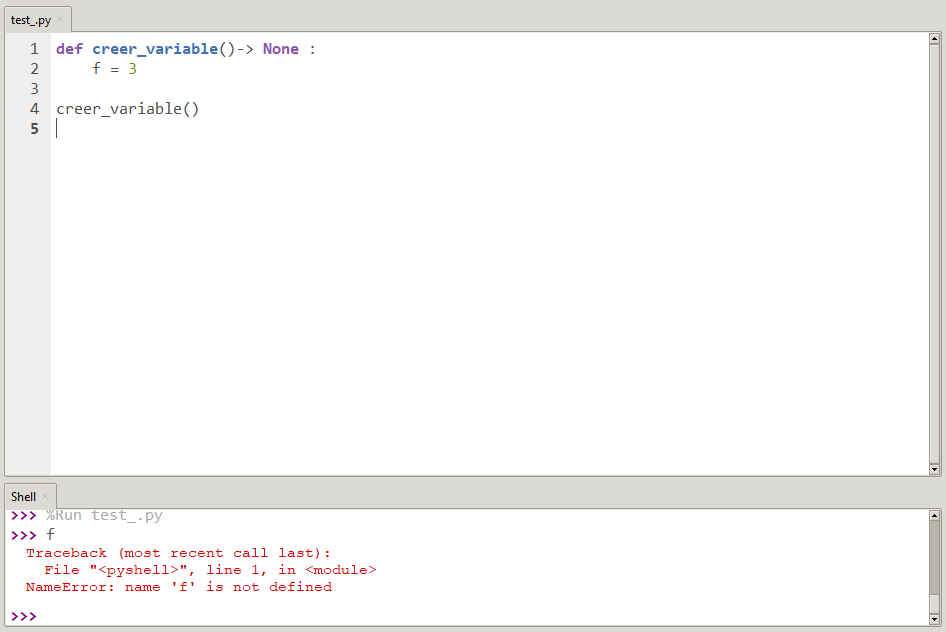 test_.py ×
1 def creer_variable()-> None :
2     f = 3
3
4 creer_variable()
5
Shell ×
>>> %Run test_.py
>>> f
Traceback (most recent call last):
  File "<pyshell>", line 1, in <module>
NameError: name 'f' is not defined
>>>